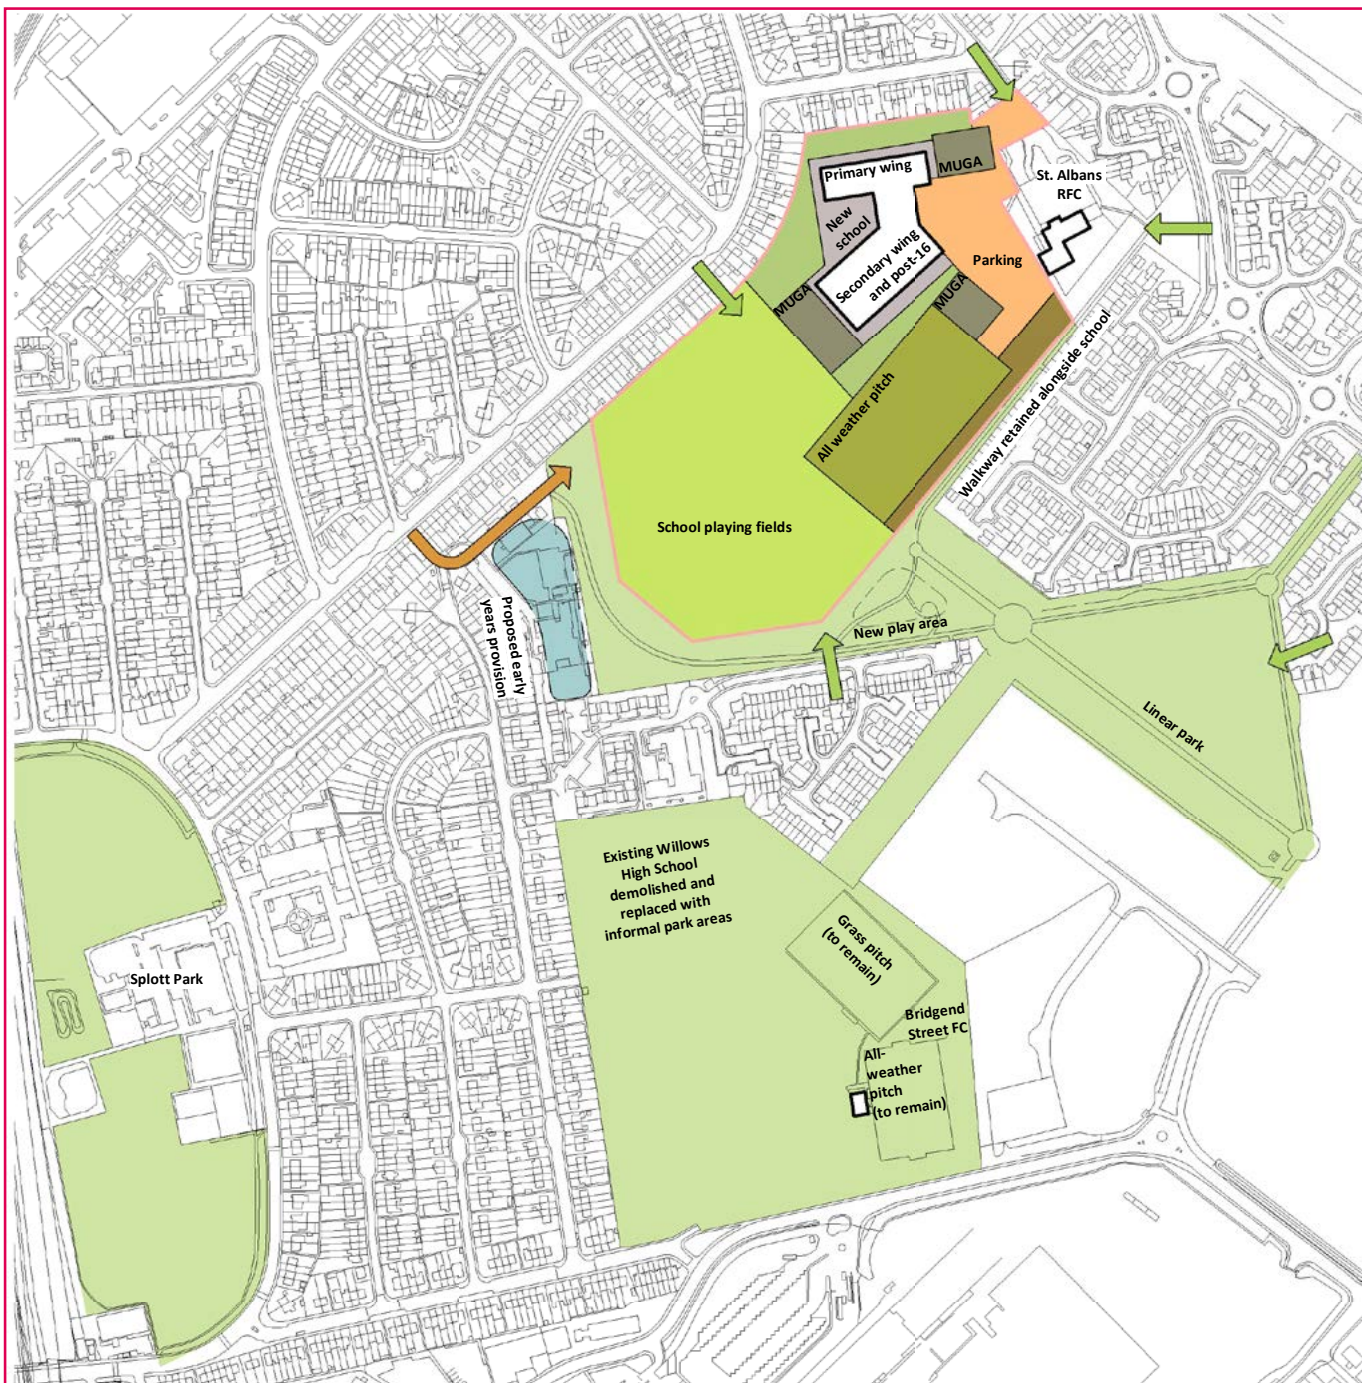 MUGA
Primary wing
St. Albans
RFC
New
school
Secondary wing
and post-16
Parking
MUGA
MUGA
All weather pitch
Walkway retained alongside school
School playing fields
Proposed early
years provision
New play area
Linear park
Existing Willows
High School
demolished and
replaced with
informal park areas
Grass pitch
(to remain)
Splott Park
Bridgend
Street FC
All-
weather
pitch
(to remain)